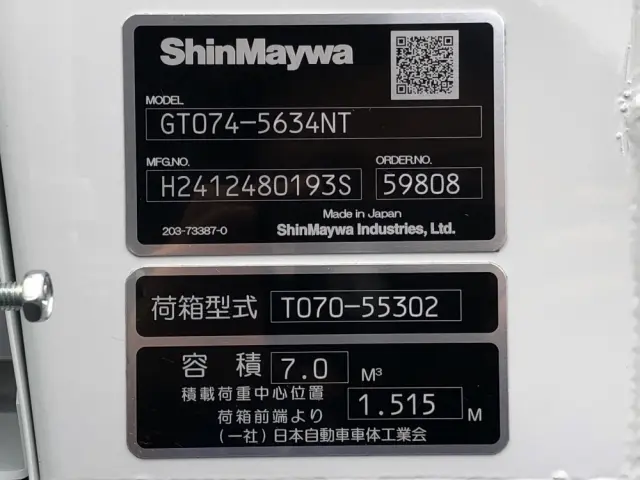 ShinMaywa
MODEL
GT074-5634NT
MFG.NO. ORDER.NO.
H2412480193S 59808
Made in Japan
203-73387-0 ShinMaywa Industries, Ltd.
荷箱型式 T070-55302
容積 7.0 M³
積載荷重中心位置
荷箱前端より 1.515 M
(一社)日本自動車車体工業会